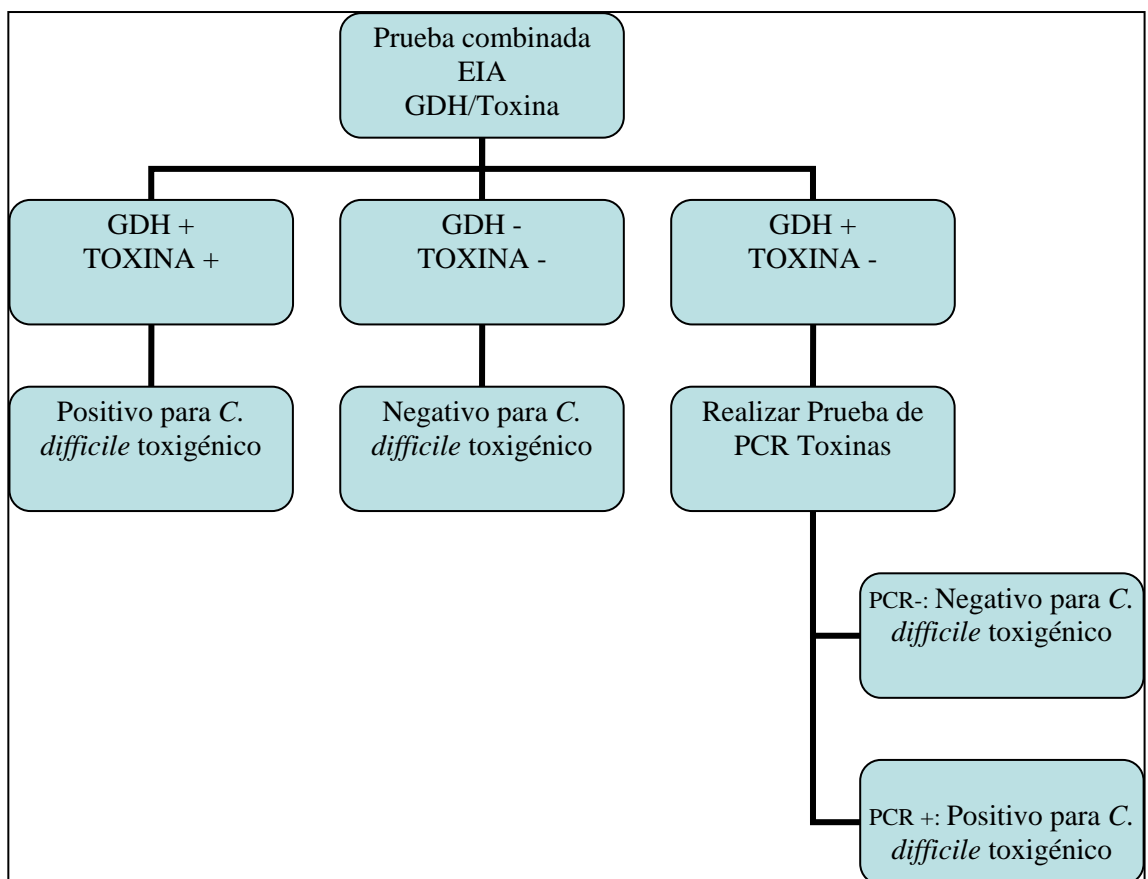 Prueba combinada
EIA
GDH/Toxina
GDH +
TOXINA +
GDH -
TOXINA -
GDH +
TOXINA -
Positivo para C.
difficile toxigénico
Negativo para C.
difficile toxigénico
Realizar Prueba de
PCR Toxinas
PCR-: Negativo para C.
difficile toxigénico
PCR +: Positivo para C.
difficile toxigénico